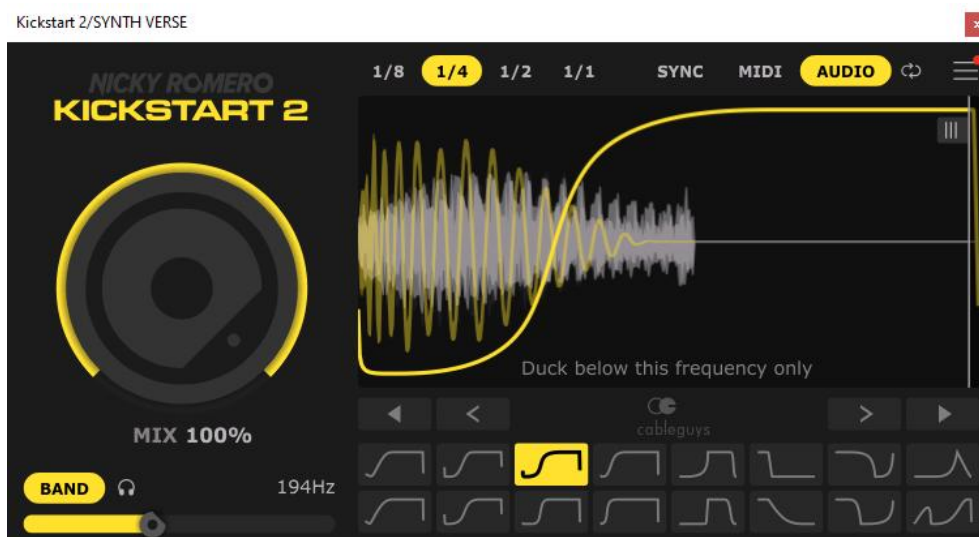 Kickstart 2/SYNTH VERSE
1/8 1/4 1/2 1/1 SYNC MIDI AUDIO
NICKY ROMERO
KICKSTART 2
Duck below this frequency only
cableguys
MIX 100%
BAND 194Hz